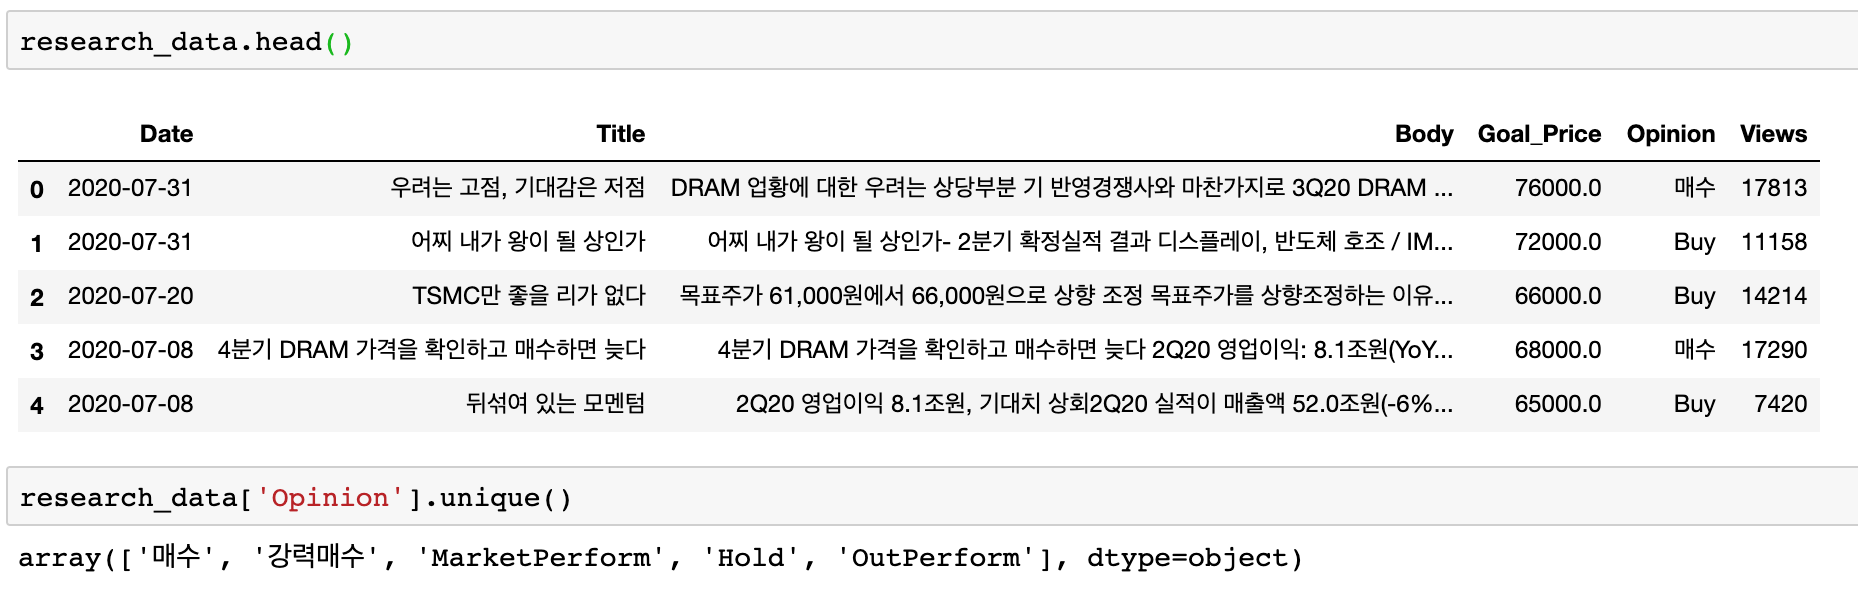 research_data.head()
Date Title Body Goal_Price Opinion Views
0 2020-07-31 우려는 고점, 기대감은 저점 DRAM 업황에 대한 우려는 상당부분 기 반영경쟁사와 마찬가지로 3Q20 DRAM ... 76000.0 매수 17813
1 2020-07-31 어찌 내가 왕이 될 상인가 어찌 내가 왕이 될 상인가- 2분기 확정실적 결과 디스플레이, 반도체 호조 / IM... 72000.0 Buy 11158
2 2020-07-20 TSMC만 좋을 리가 없다 목표주가 61,000원에서 66,000원으로 상향 조정 목표주가를 상향조정하는 이유... 66000.0 Buy 14214
3 2020-07-08 4분기 DRAM 가격을 확인하고 매수하면 늦다 4분기 DRAM 가격을 확인하고 매수하면 늦다 2Q20 영업이익: 8.1조원(YoY... 68000.0 매수 17290
4 2020-07-08 뒤섞여 있는 모멘텀 2Q20 영업이익 8.1조원, 기대치 상회2Q20 실적이 매출액 52.0조원(-6%... 65000.0 Buy 7420
research_data['Opinion'].unique()
array(['매수', '강력매수', 'MarketPerform', 'Hold', 'OutPerform'], dtype=object)